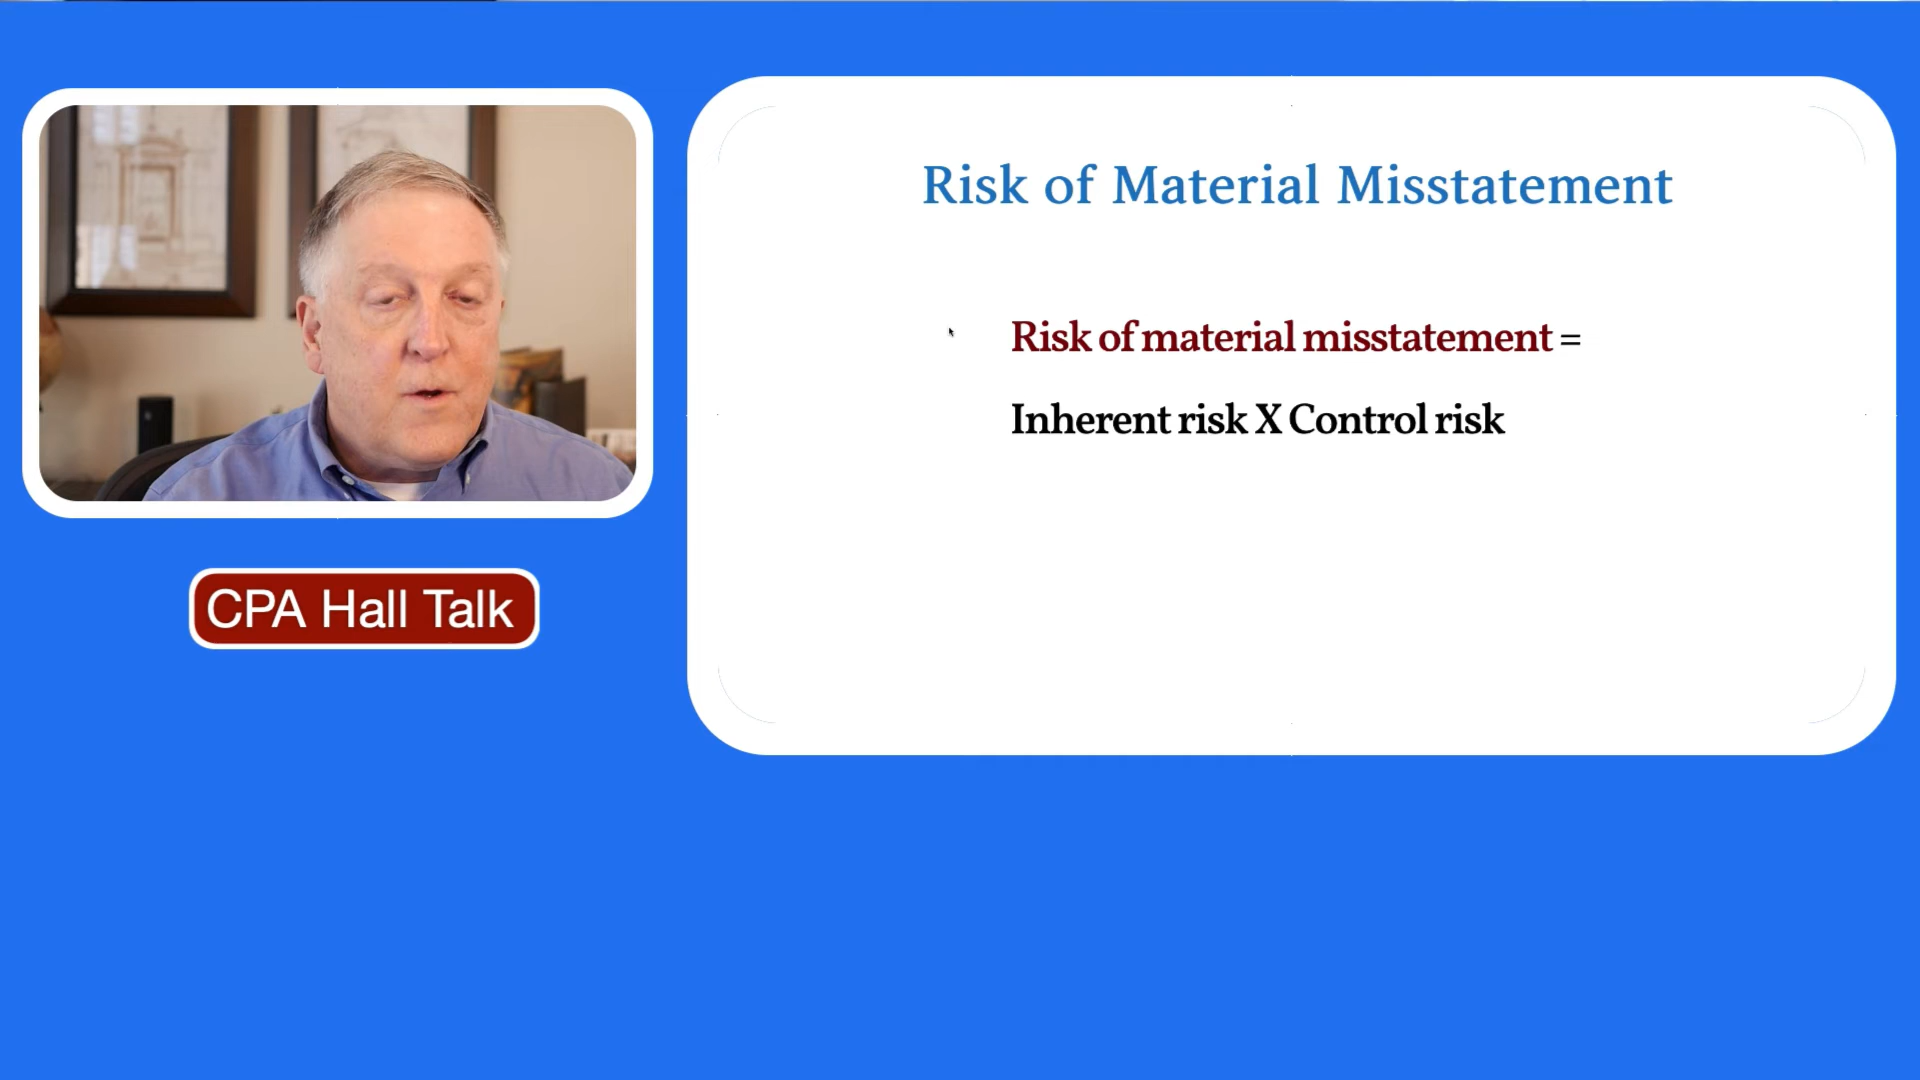 Risk of Material Misstatement
Risk of material misstatement =
Inherent risk X Control risk
CPA Hall Talk